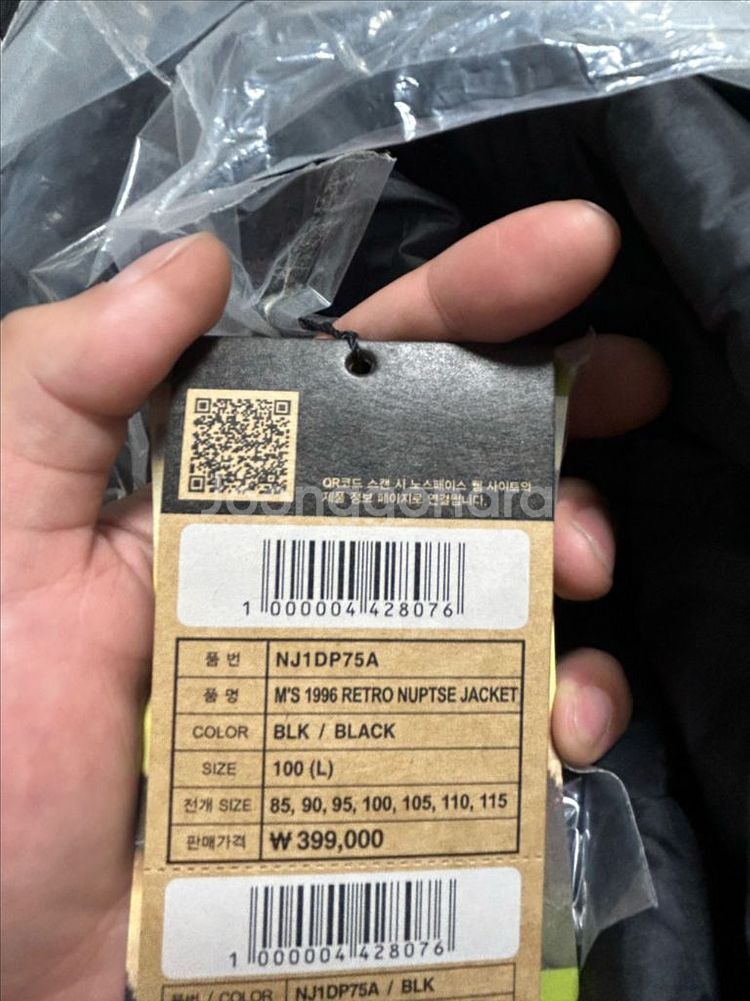 QR코드 스캔 시 노스페이스 웹 사이트의
제품 정보 페이지로 연결됩니다.
Joonggonara
1 000004 428076
품 번 NJ1DP75A
품 명 M'S 1996 RETRO NUPTSE JACKET
COLOR BLK / BLACK
SIZE 100 (L)
전개 SIZE 85, 90, 95, 100, 105, 110, 115
판매가격 ₩ 399,000
1 000004 428076
품번 / COLOR NJ1DP75A / BLK